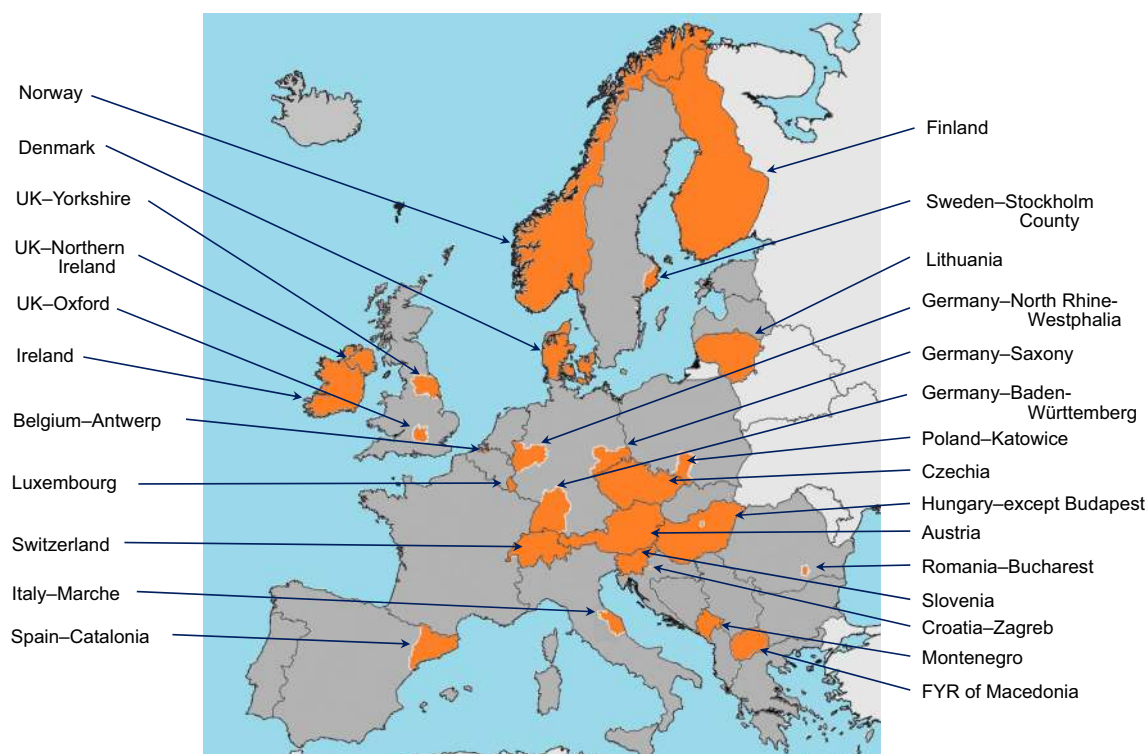 Norway
Denmark
UK–Yorkshire
UK–Northern
Ireland
UK–Oxford
Ireland
Belgium–Antwerp
Luxembourg
Switzerland
Italy–Marche
Spain–Catalonia
Finland
Sweden–Stockholm
County
Lithuania
Germany–North Rhine-
Westphalia
Germany–Saxony
Germany–Baden-
Württemberg
Poland–Katowice
Czechia
Hungary–except Budapest
Austria
Romania–Bucharest
Slovenia
Croatia–Zagreb
Montenegro
FYR of Macedonia